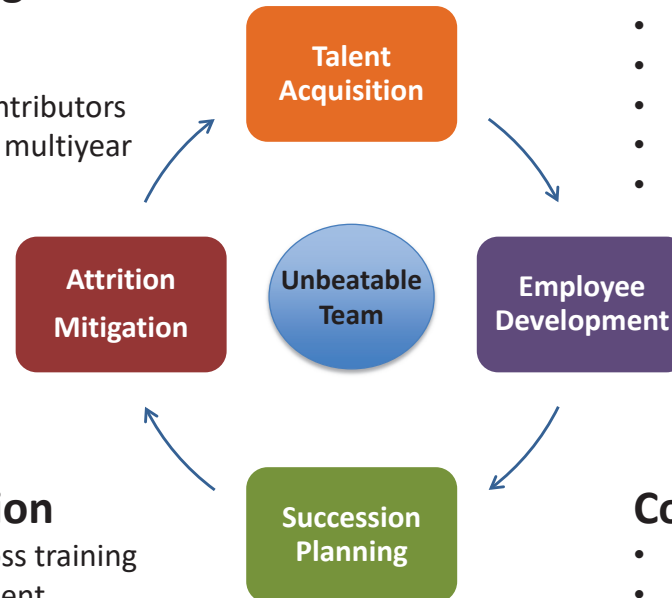 Talent
Acquisition
ntributors
multiyear
Attrition
Mitigation
Unbeatable
Team
Employee
Development
Succession
Planning
ion
ss training
Co
•
•
•
•
•
•
•